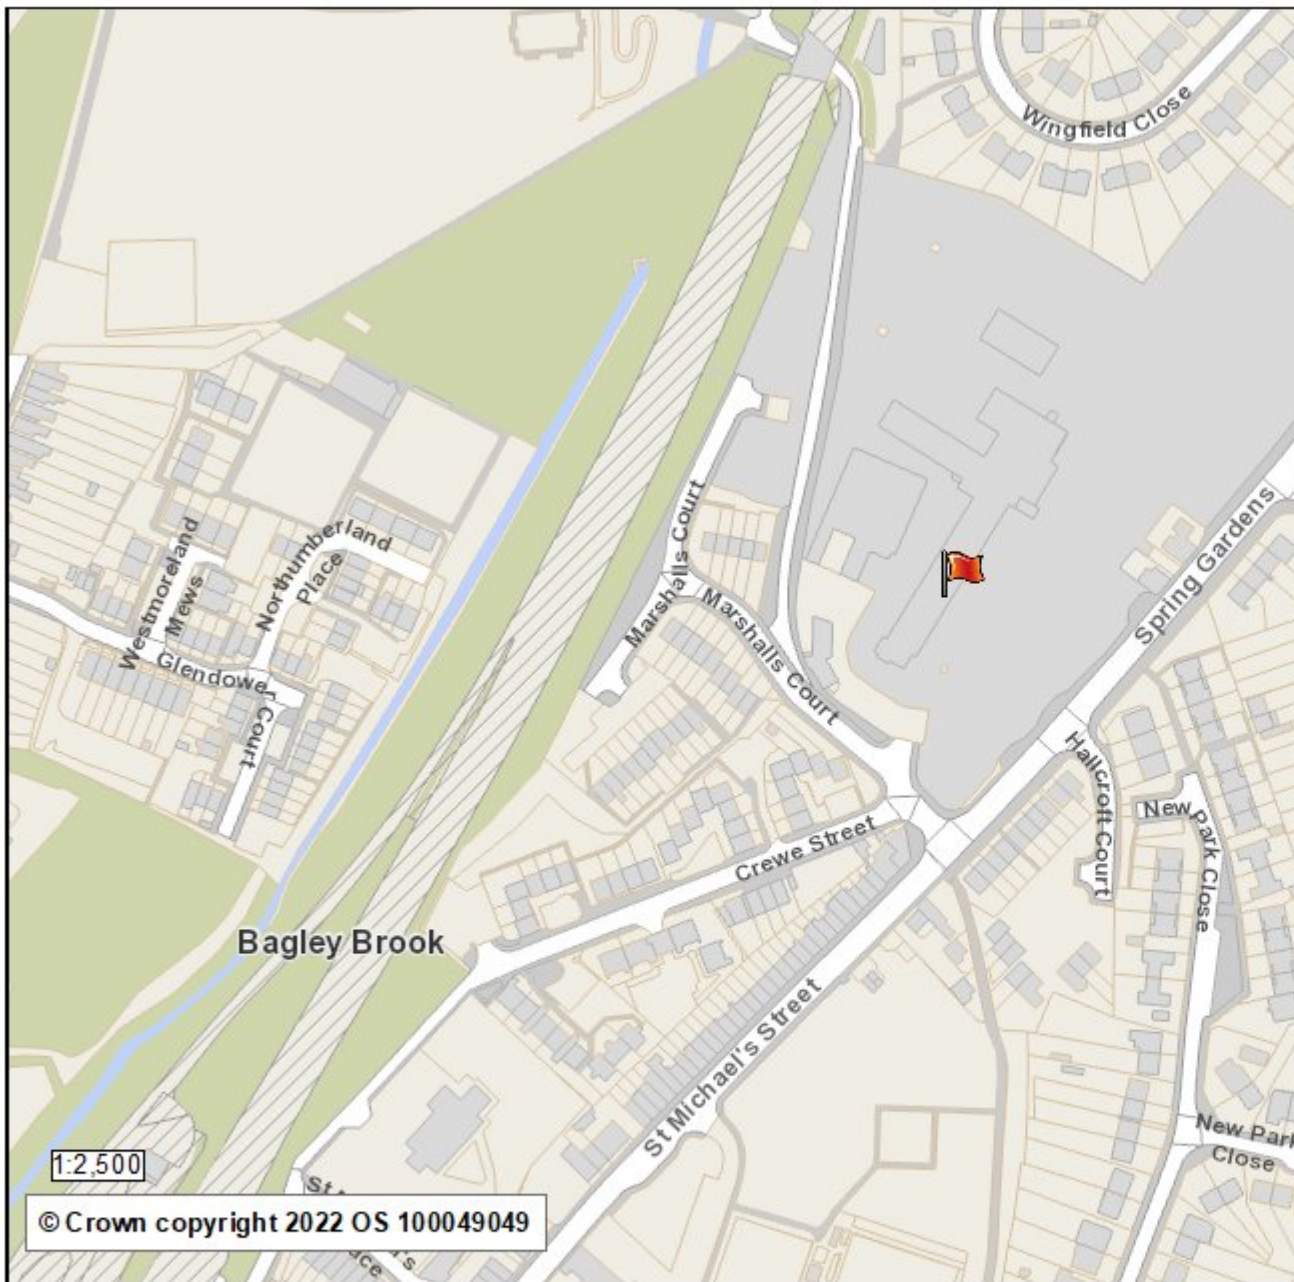 Wingfield Close
Marshalls Court
Spring Gardens
Northumberland
Place
Westmoreland
Mews
Marshalls Court
Glendower Court
Hallcroft Court
New Park Close
Crewe Street
Bagley Brook
St Michael's Street
New Park
Close
1:2,500
© Crown copyright 2022 OS 100049049